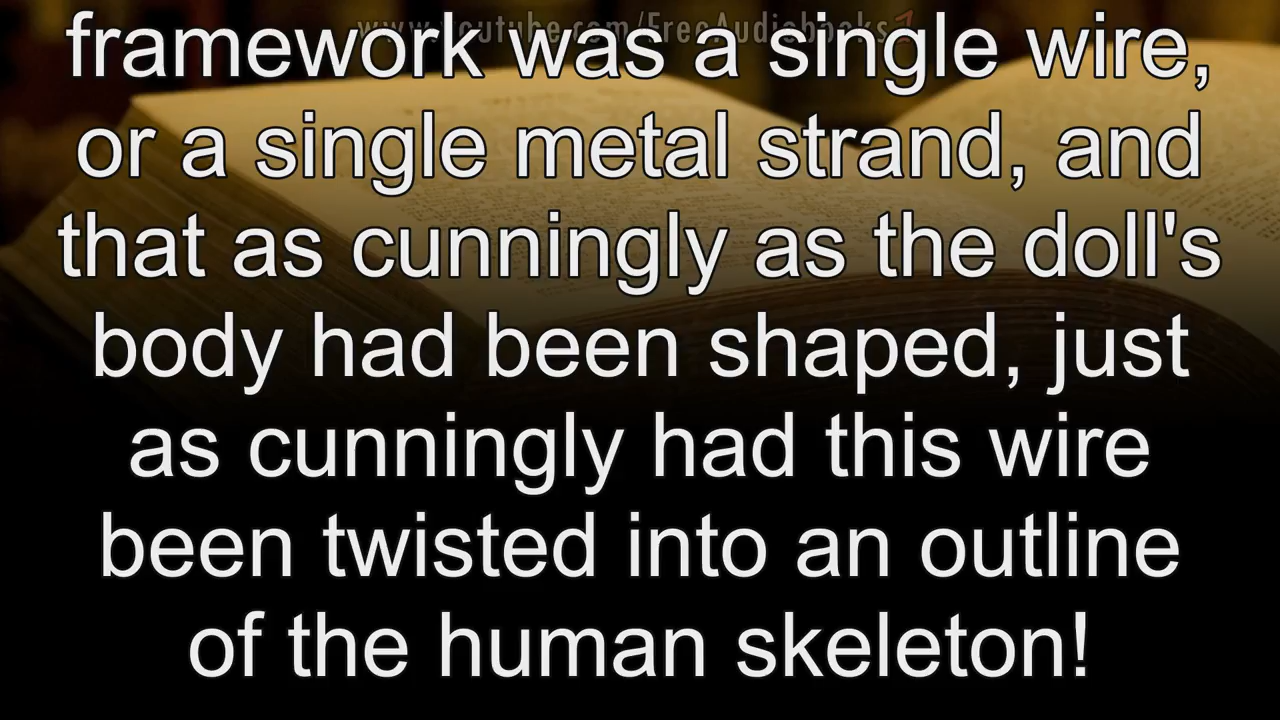 www.youtube.com/FreeAudiobooks
framework was a single wire,
or a single metal strand, and
that as cunningly as the doll's
body had been shaped, just
as cunningly had this wire
been twisted into an outline
of the human skeleton!